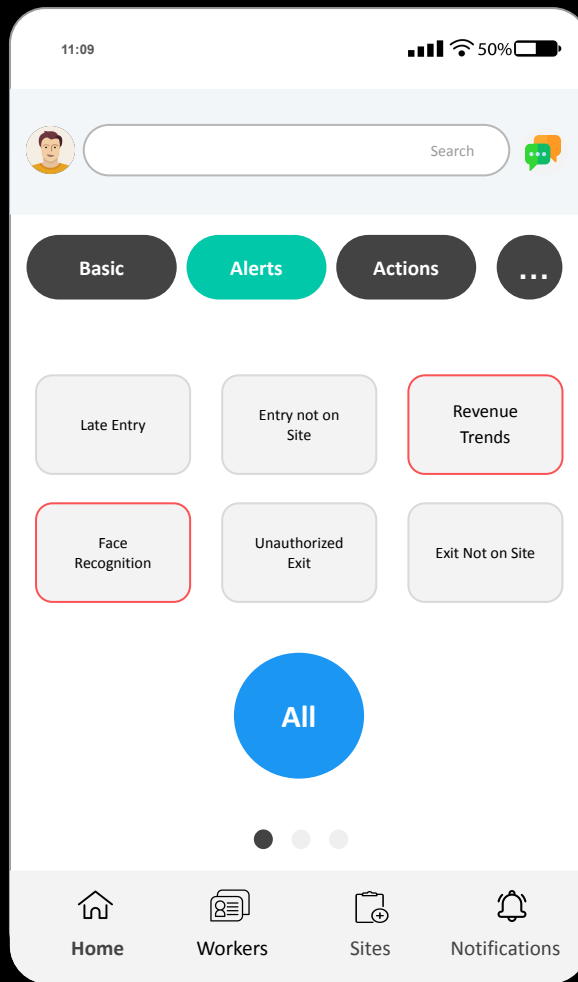 11:09
50%
Search
Basic
Alerts
Actions
...
Late Entry
Entry not on
Site
Revenue
Trends
Face
Recognition
Unauthorized
Exit
Exit Not on Site
All
Home
Workers
Sites
Notifications